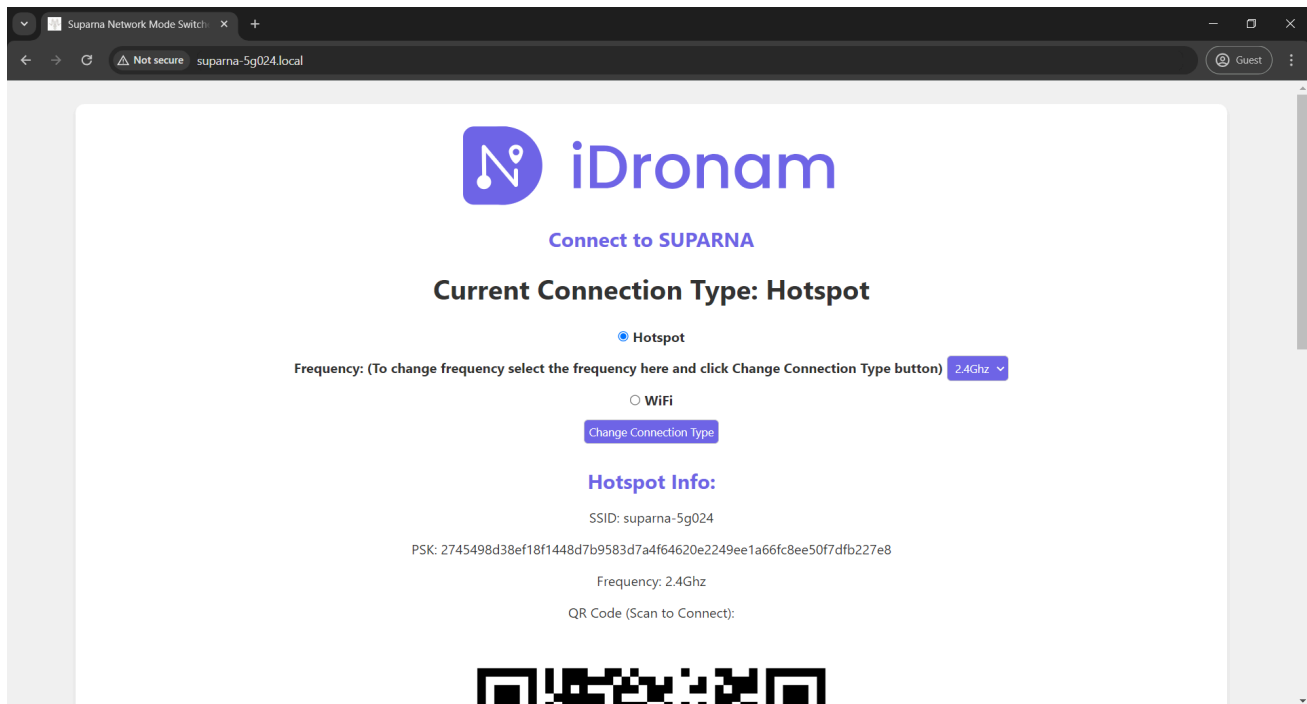 Suparna Network Mode Switch
Not secure
suparna-5g024.local
Guest
iDronam
Connect to SUPARNA
Current Connection Type: Hotspot
Hotspot
Frequency: (To change frequency select the frequency here and click Change Connection Type button) 2.4Ghz
WiFi
Change Connection Type
Hotspot Info:
SSID: suparna-5g024
PSK: 2745498d38ef18f1448d7b9583d7a4f64620e2249ee1a66fc8ee50f7dfb227e8
Frequency: 2.4Ghz
QR Code (Scan to Connect):